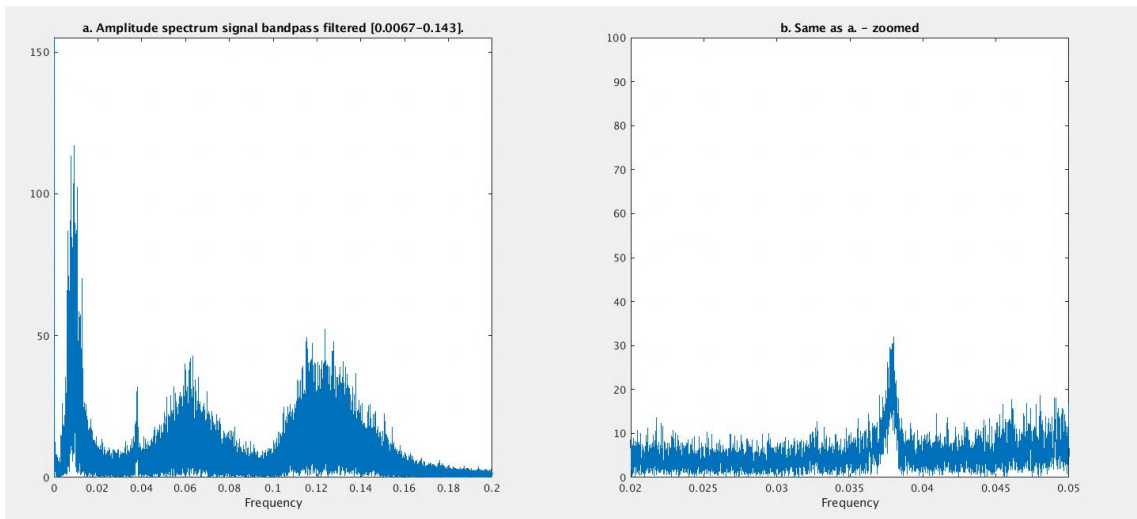 a. Amplitude spectrum signal bandpass filtered [0.0067-0.143].
150
100
50
0
0 0.02 0.04 0.06 0.08 0.1 0.12 0.14 0.16 0.18 0.2
Frequency
b. Same as a. - zoomed
100
90
80
70
60
50
40
30
20
10
0
0.02 0.025 0.03 0.035 0.04 0.045 0.05
Frequency